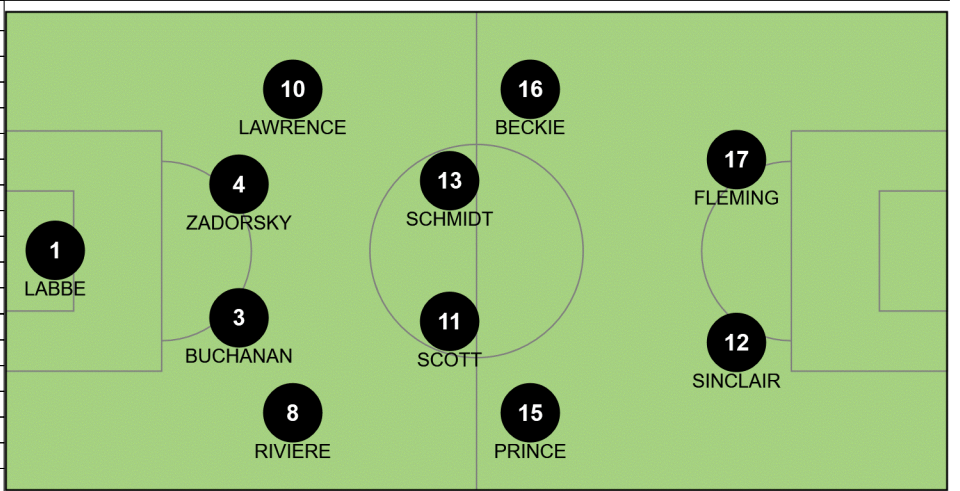 10
LAWRENCE
16
BECKIE
4
ZADORSKY
13
SCHMIDT
17
FLEMING
1
LABBE
3
BUCHANAN
11
SCOTT
12
SINCLAIR
8
RIVIERE
15
PRINCE